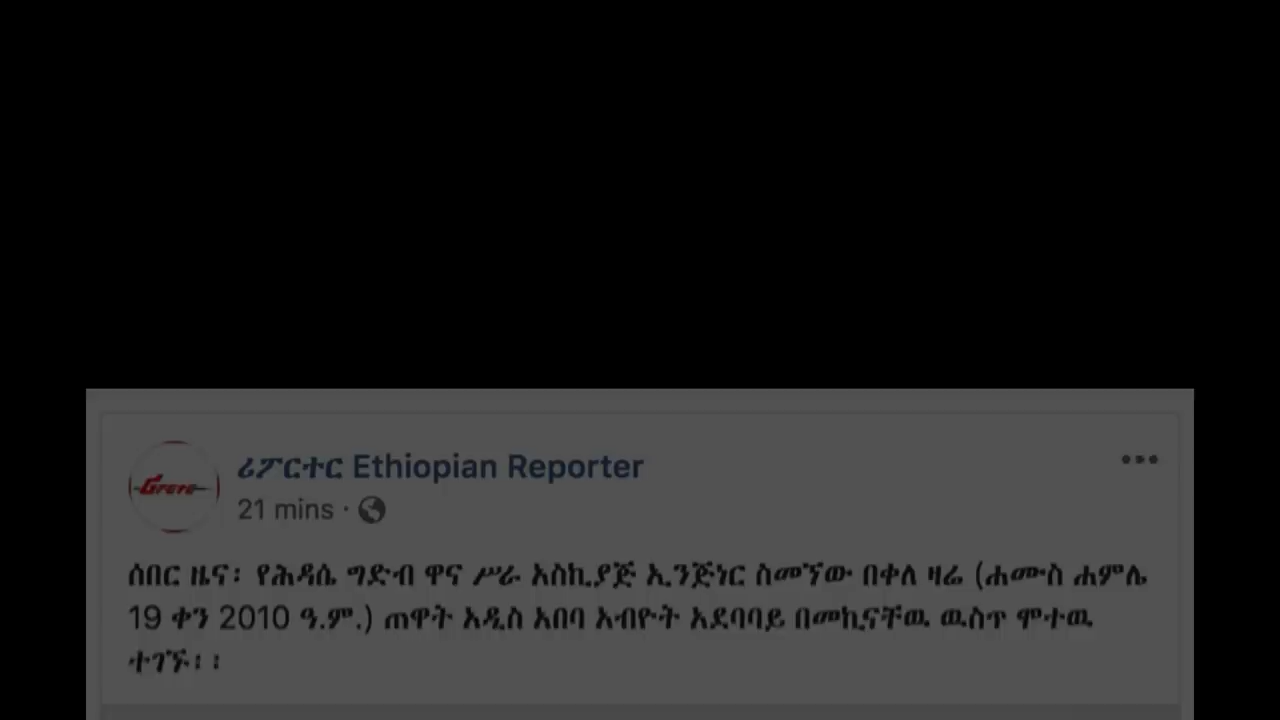 ሪፖርተር Ethiopian Reporter
21 mins ·
ሰበር ዜና፡ የሕዳሴ ግድብ ዋና ሥራ አስኪያጅ ኢንጅነር ስመኘው በቀለ ዛሬ (ሐሙስ ሐምሌ
19 ቀን 2010 ዓ.ም.) ጠዋት አዲስ አበባ አብዮት አደባባይ በመኪናቸዉ ዉስጥ ሞተዉ
ተገኙ፡፡